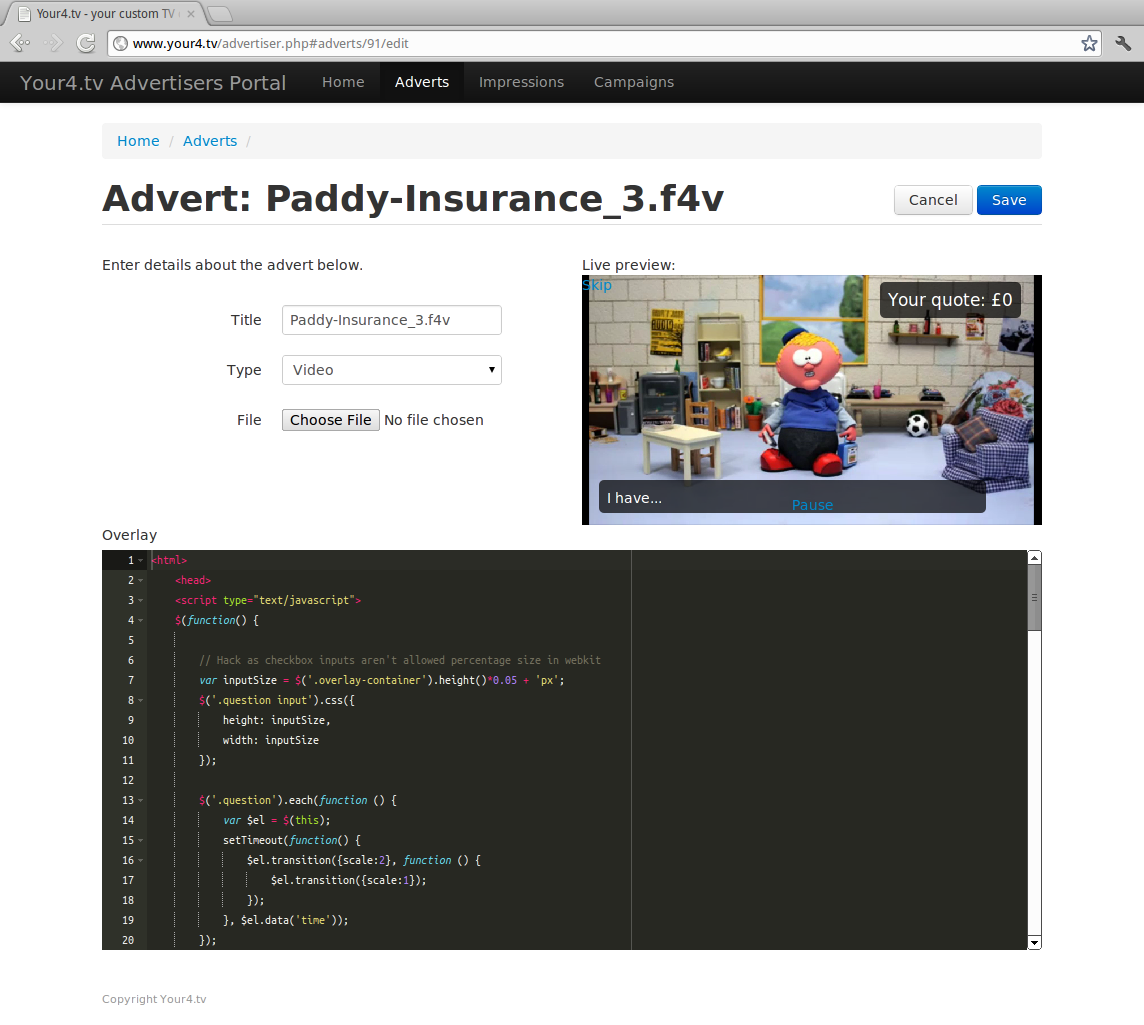 Your4.tv - your custom TV
www.your4.tv/advertiser.php#adverts/91/edit
Your4.tv Advertisers Portal Home Adverts Impressions Campaigns
Home / Adverts /
Advert: Paddy-Insurance_3.f4v
Cancel Save
Enter details about the advert below.
Title Paddy-Insurance_3.f4v
Type Video
File Choose File No file chosen
Live preview:
Skip
Your quote: £0
I have...
Pause
Overlay
1 <html>
2 <head>
3 <script type="text/javascript">
4 $(function() {
5
6 // Hack as checkbox inputs aren't allowed percentage size in webkit
7 var inputSize = $('.overlay-container').height()*0.05 + 'px';
8 $('.question input').css({
9 height: inputSize,
10 width: inputSize
11 });
12
13 $('.question').each(function () {
14 var $el = $(this);
15 setTimeout(function() {
16 $el.transition({scale:2}, function () {
17 $el.transition({scale:1});
18 });
19 }, $el.data('time'));
20 });
Copyright Your4.tv